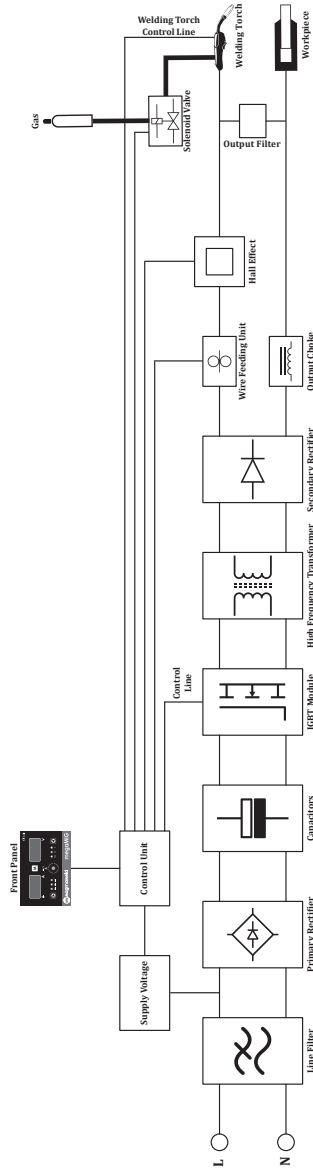 Front Panel
magmaweld
megaMIG
Supply Voltage
Control Unit
Control
Line
Gas
Welding Torch
Control Line
Solenoid Valve
Welding Torch
Workpiece
L
N
Line Filter
Primary Rectifier
Capacitors
IGBT Module
High Frequency Transformer
Secondary Rectifier
Wire Feeding Unit
Output Choke
Hall Effect
Output Filter